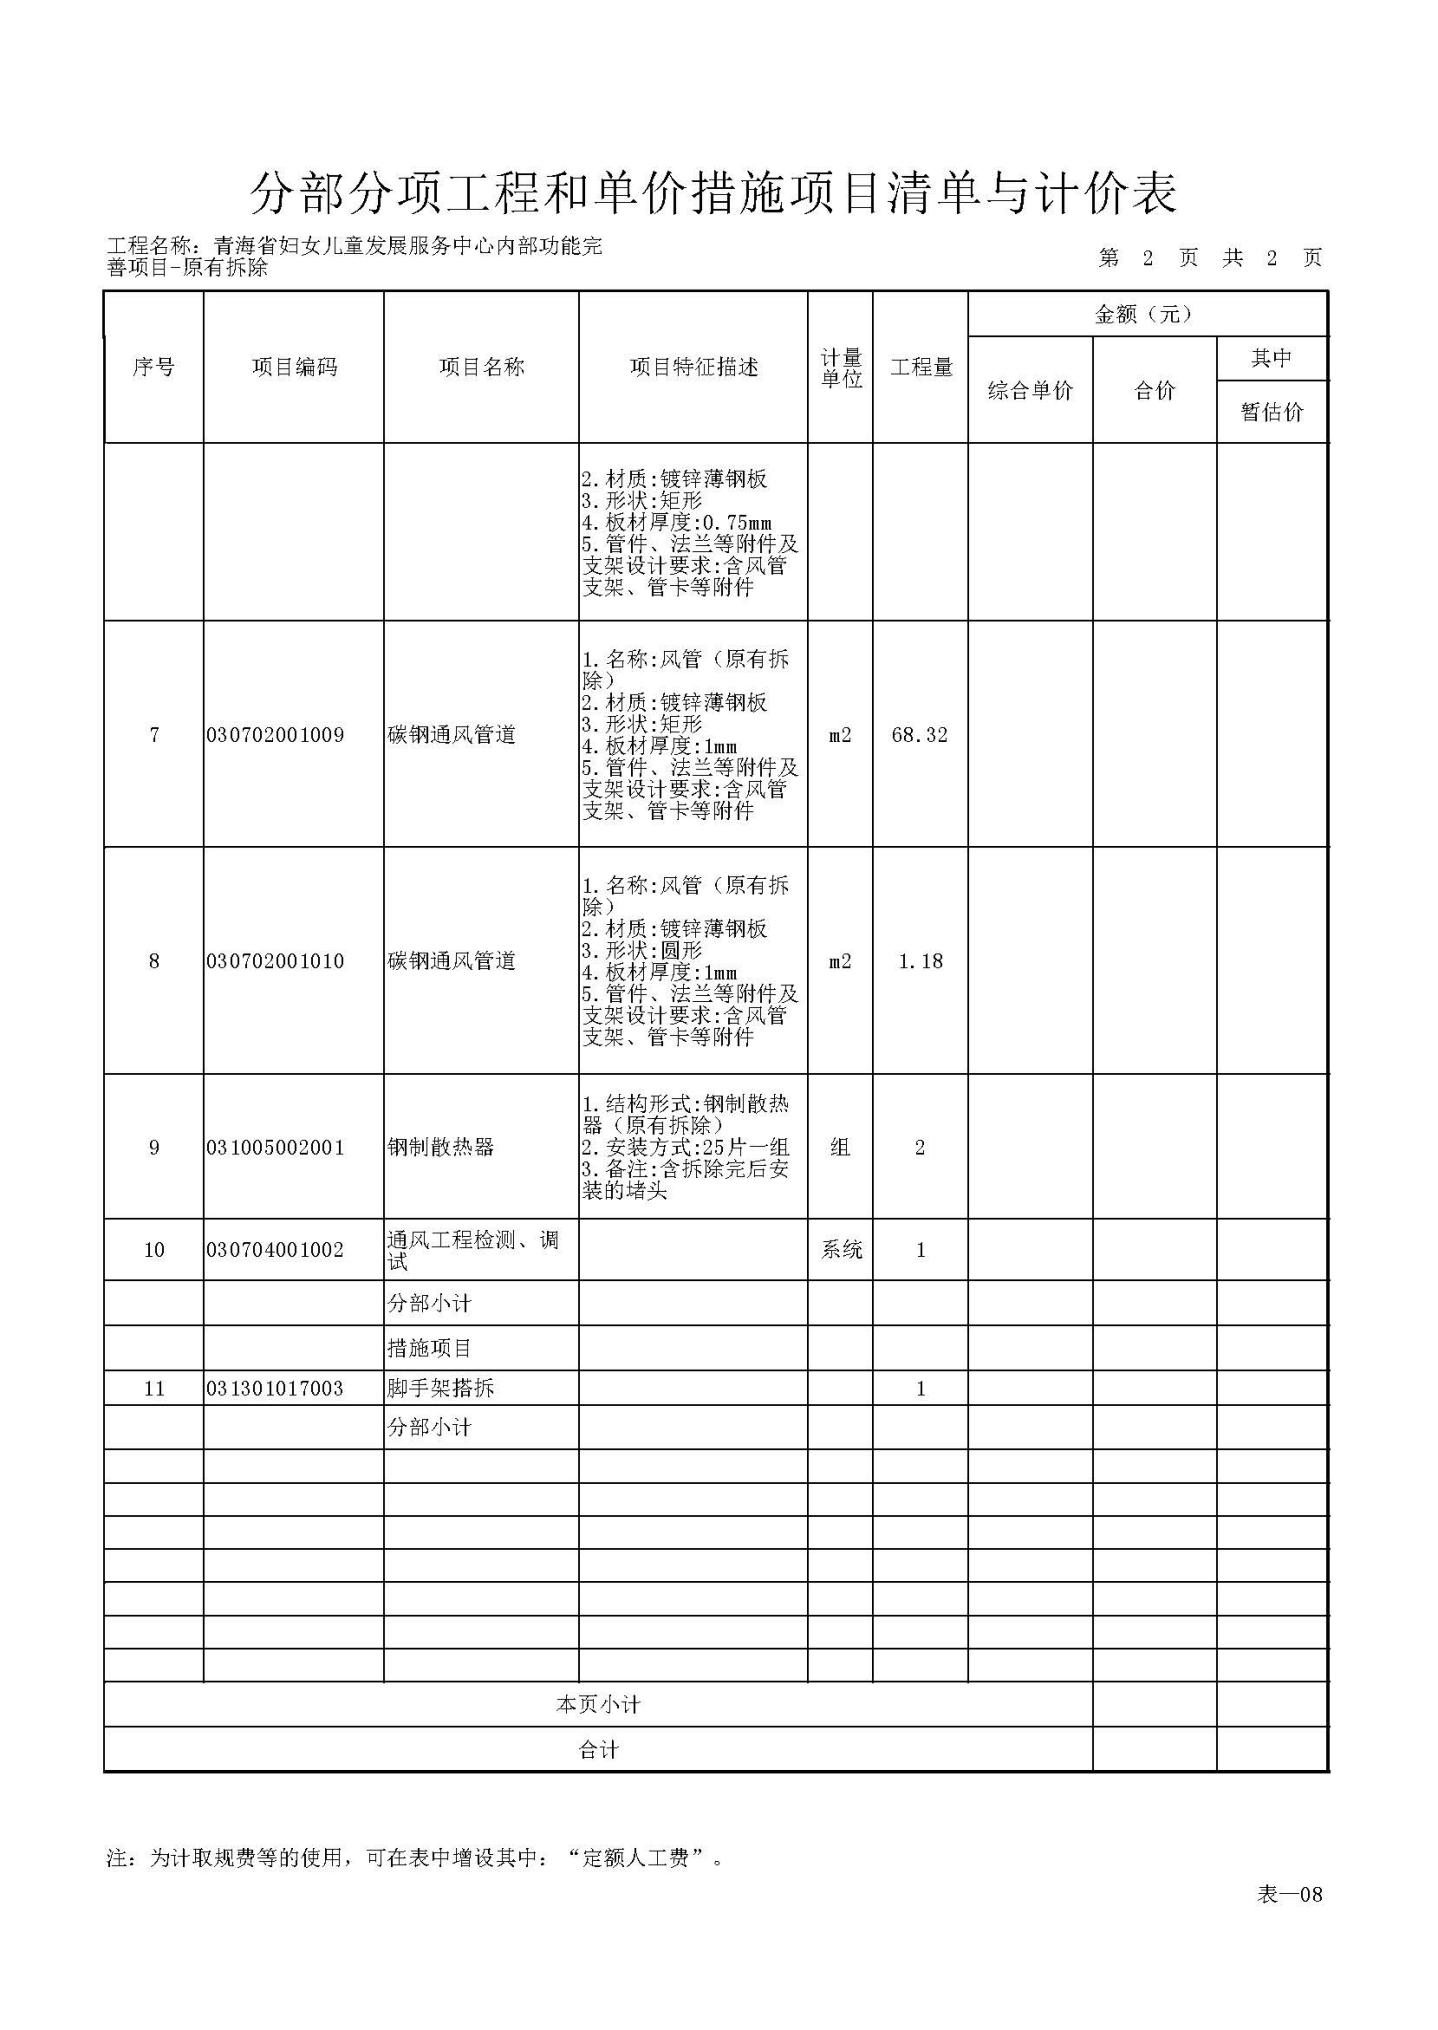 分部分项工程和单价措施项目清单与计价表
工程名称：青海省妇女儿童发展服务中心内部功能完
善项目-原有拆除
第 2 页 共 2 页
序号
项目编码
项目名称
项目特征描述
计量
单位
工程量
金额（元）
综合单价
合价
其中
暂估价
2.材质:镀锌薄钢板
3.形状:矩形
4.板材厚度:0.75mm
5.管件、法兰等附件及
支架设计要求:含风管
支架、管卡等附件
7
030702001009
碳钢通风管道
1.名称:风管（原有拆
除）
2.材质:镀锌薄钢板
3.形状:矩形
4.板材厚度:1mm
5.管件、法兰等附件及
支架设计要求:含风管
支架、管卡等附件
m2
68.32
8
030702001010
碳钢通风管道
1.名称:风管（原有拆
除）
2.材质:镀锌薄钢板
3.形状:圆形
4.板材厚度:1mm
5.管件、法兰等附件及
支架设计要求:含风管
支架、管卡等附件
m2
1.18
9
031005002001
钢制散热器
1.结构形式:钢制散热
器（原有拆除）
2.安装方式:25片一组
3.备注:含拆除完后安
装的堵头
组
2
10
030704001002
通风工程检测、调
试
系统
1
分部小计
措施项目
11
031301017003
脚手架搭拆
1
分部小计
本页小计
合计
注：为计取规费等的使用，可在表中增设其中：“定额人工费”。
表—08